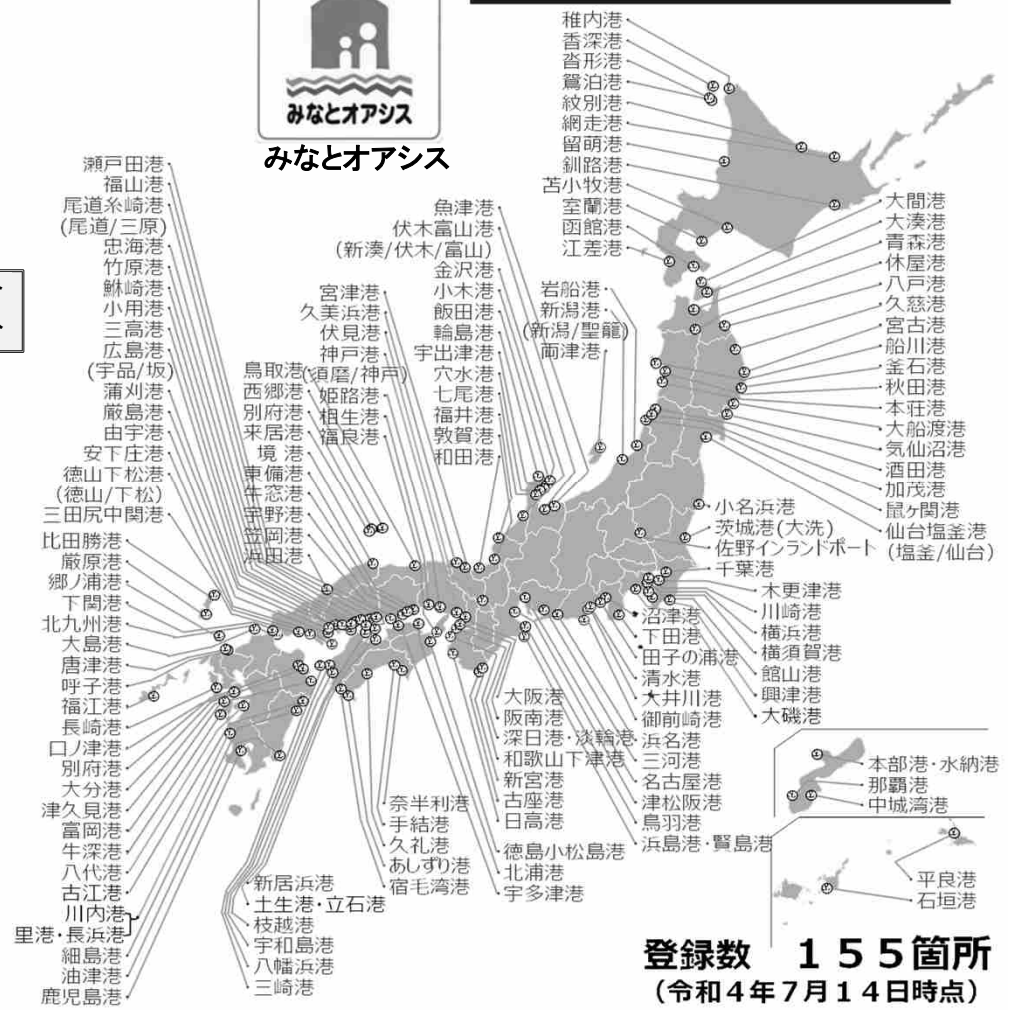 みなとオアシス
みなとオアシス
稚内港
香深港
沓形港
鴛泊港
紋別港
網走港
留萌港
釧路港
苫小牧港
室蘭港
函館港
江差港
大間港
大湊港
青森港
休屋港
八戸港
久慈港
宮古港
船川港
釜石港
秋田港
本荘港
大船渡港
気仙沼港
酒田港
加茂港
鼠ヶ関港
仙台塩釜港
(塩釜/仙台)
瀬戸田港
福山港
尾道糸崎港
(尾道/三原)
忠海港
竹原港
鮴崎港
小用港
三高港
広島港
(宇品/坂)
蒲刈港
厳島港
由宇港
安下庄港
徳山下松港
(徳山/下松)
三田尻中関港
比田勝港
厳原港
郷ノ浦港
下関港
北九州港
大島港
唐津港
呼子港
福江港
長崎港
口ノ津港
別府港
大分港
津久見港
富岡港
牛深港
八代港
古江港
川内港
里港・長浜港
細島港
油津港
鹿児島港
鳥取港
西郷港
別府港
来居港
境 港
東備港
牛窓港
宇野港
笠岡港
浜田港
宮津港
久美浜港
伏見港
神戸港
(須磨/神戸)
姫路港
相生港
福良港
魚津港
伏木富山港
(新湊/伏木/富山)
金沢港
小木港
飯田港
輪島港
宇出津港
穴水港
七尾港
福井港
敦賀港
和田港
岩船港
新潟港
(新潟/聖籠)
両津港
小名浜港
茨城港(大洗)
佐野インランドポート
千葉港
木更津港
川崎港
横浜港
横須賀港
館山港
興津港
大磯港
沼津港
下田港
田子の浦港
清水港
大井川港
御前崎港
浜名港
三河港
名古屋港
津松阪港
鳥羽港
浜島港・賢島港
大阪港
阪南港
深日港・淡輪港
和歌山下津港
新宮港
古座港
日高港
徳島小松島港
北浦港
宇多津港
奈半利港
手結港
久礼港
あしずり港
宿毛湾港
新居浜港
土生港・立石港
枝越港
宇和島港
八幡浜港
三崎港
本部港・水納港
那覇港
中城湾港
平良港
石垣港
登録数　１５５箇所
(令和４年７月１４日時点)